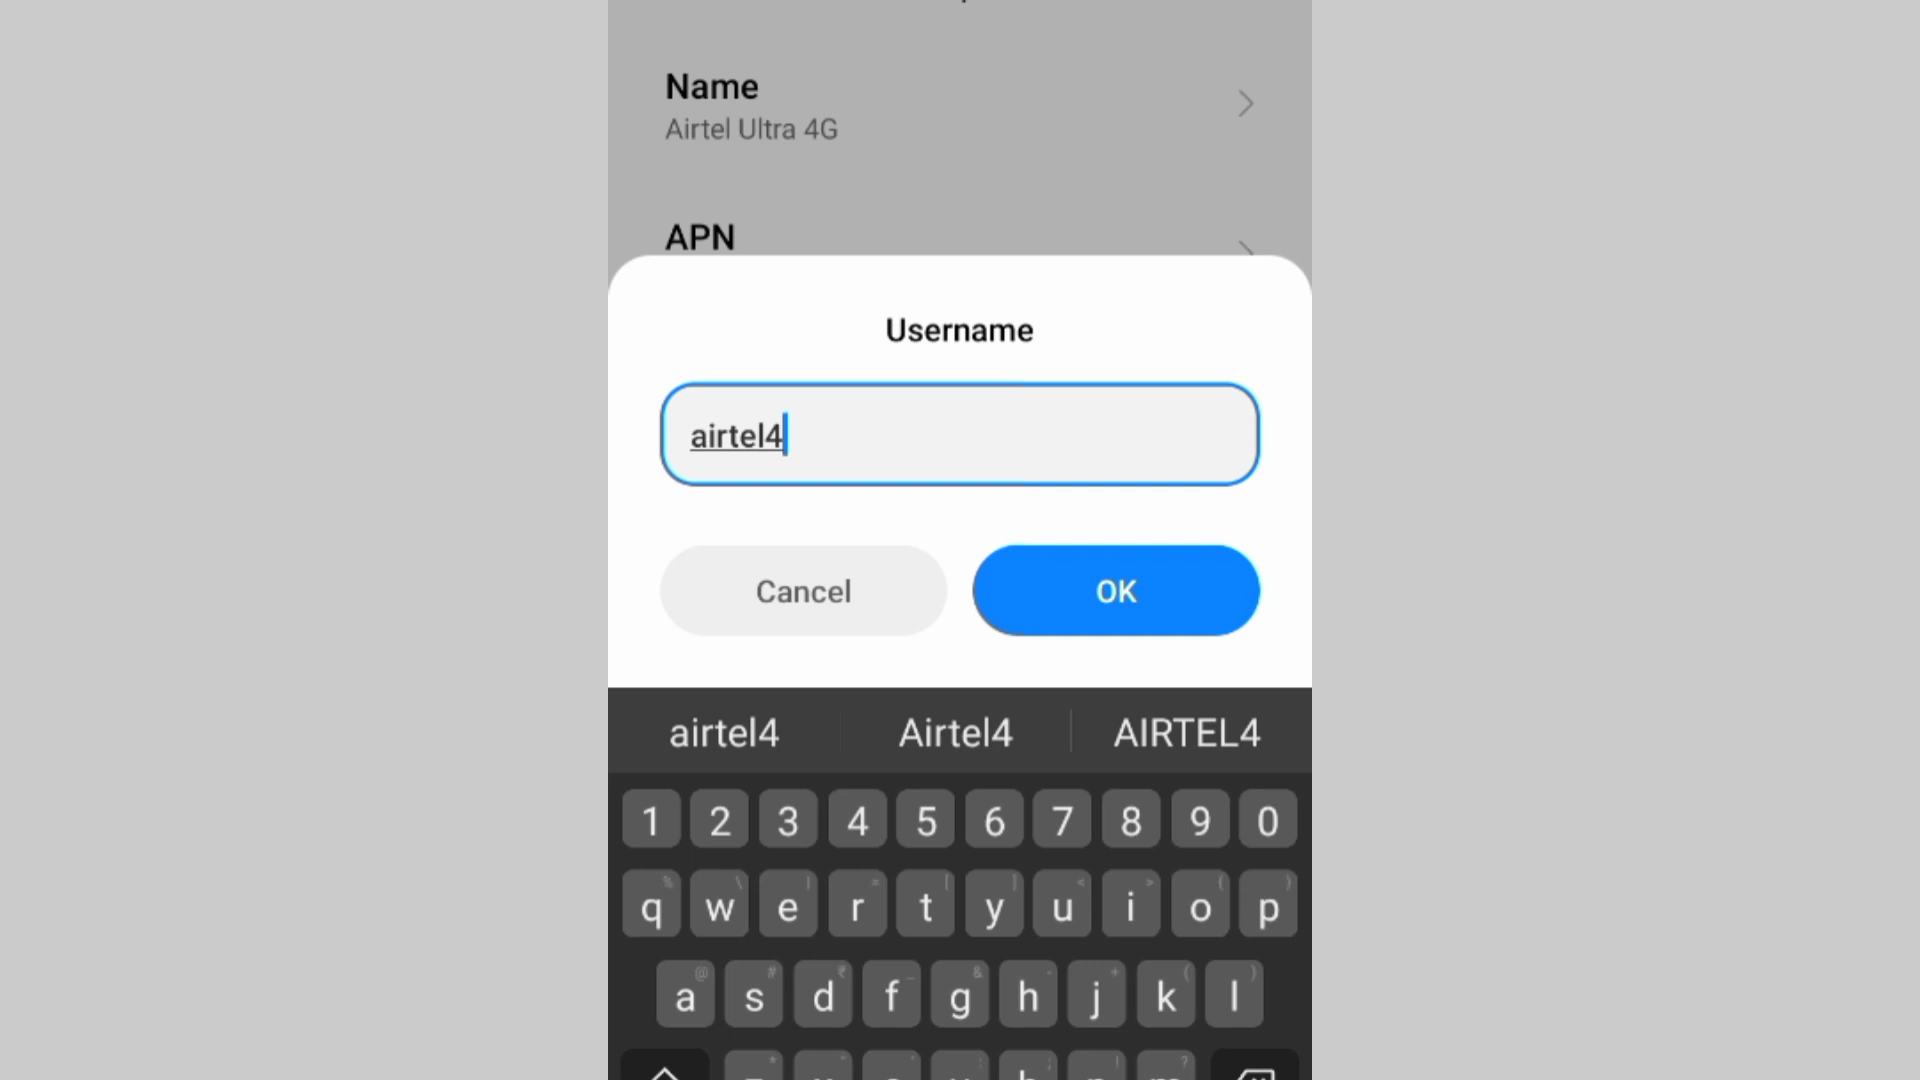 Name
Airtel Ultra 4G
APN
Username
airtel4
Cancel
OK
airtel4 Airtel4 AIRTEL4
1 2 3 4 5 6 7 8 9 0
q w e r t y u i o p
a s d f g h j k l